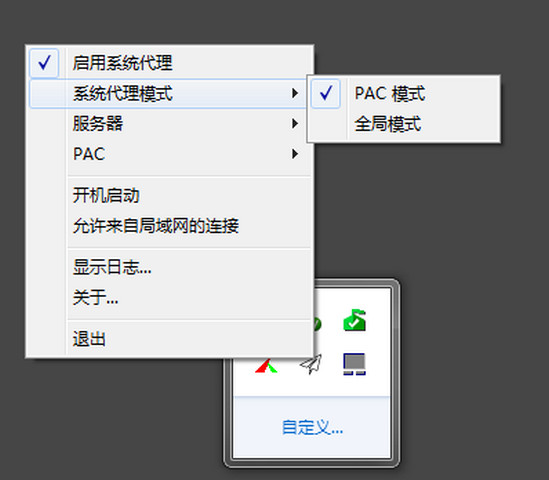 启用系统代理
系统代理模式
PAC 模式
全局模式
服务器
PAC
开机启动
允许来自局域网的连接
显示日志...
关于...
退出
自定义...